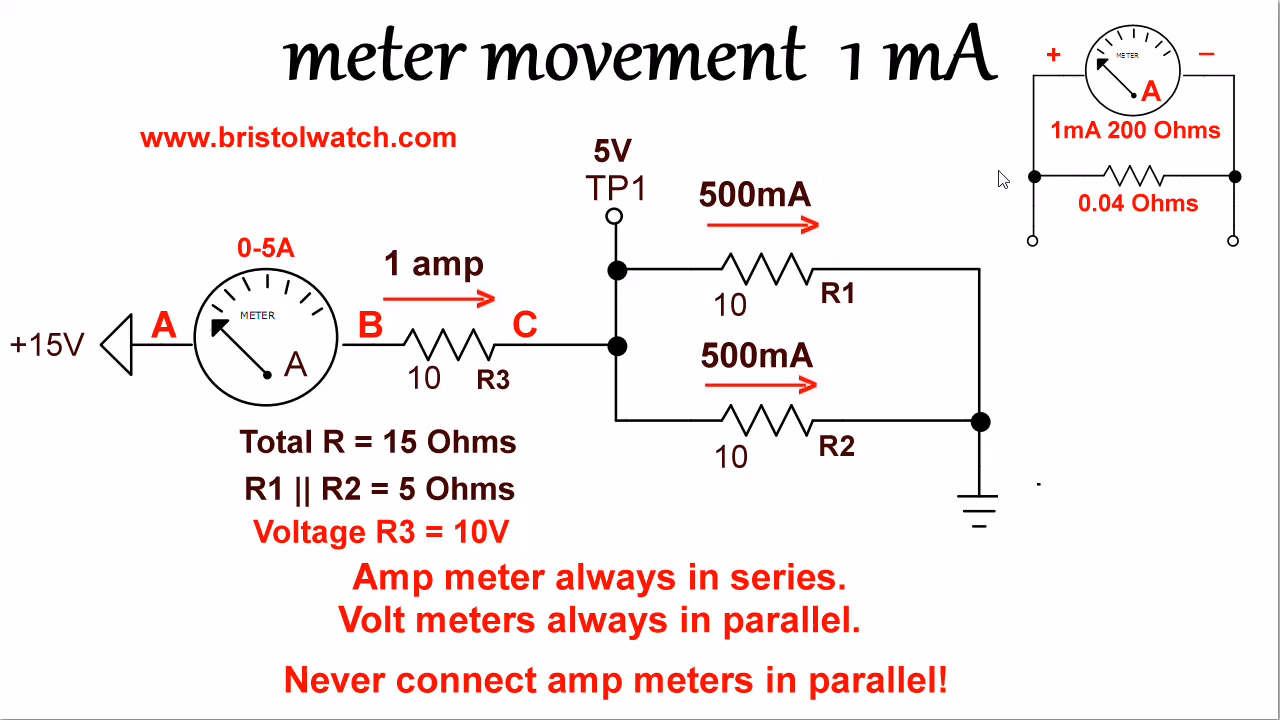 meter movement 1 mA
www.bristolwatch.com
+ METER −
A
1mA 200 Ohms
0.04 Ohms
5V
TP1
500mA
10 R1
0-5A
1 amp
+15V A METER A B C
10 R3
500mA
10 R2
Total R = 15 Ohms
R1 || R2 = 5 Ohms
Voltage R3 = 10V
Amp meter always in series.
Volt meters always in parallel.
Never connect amp meters in parallel!